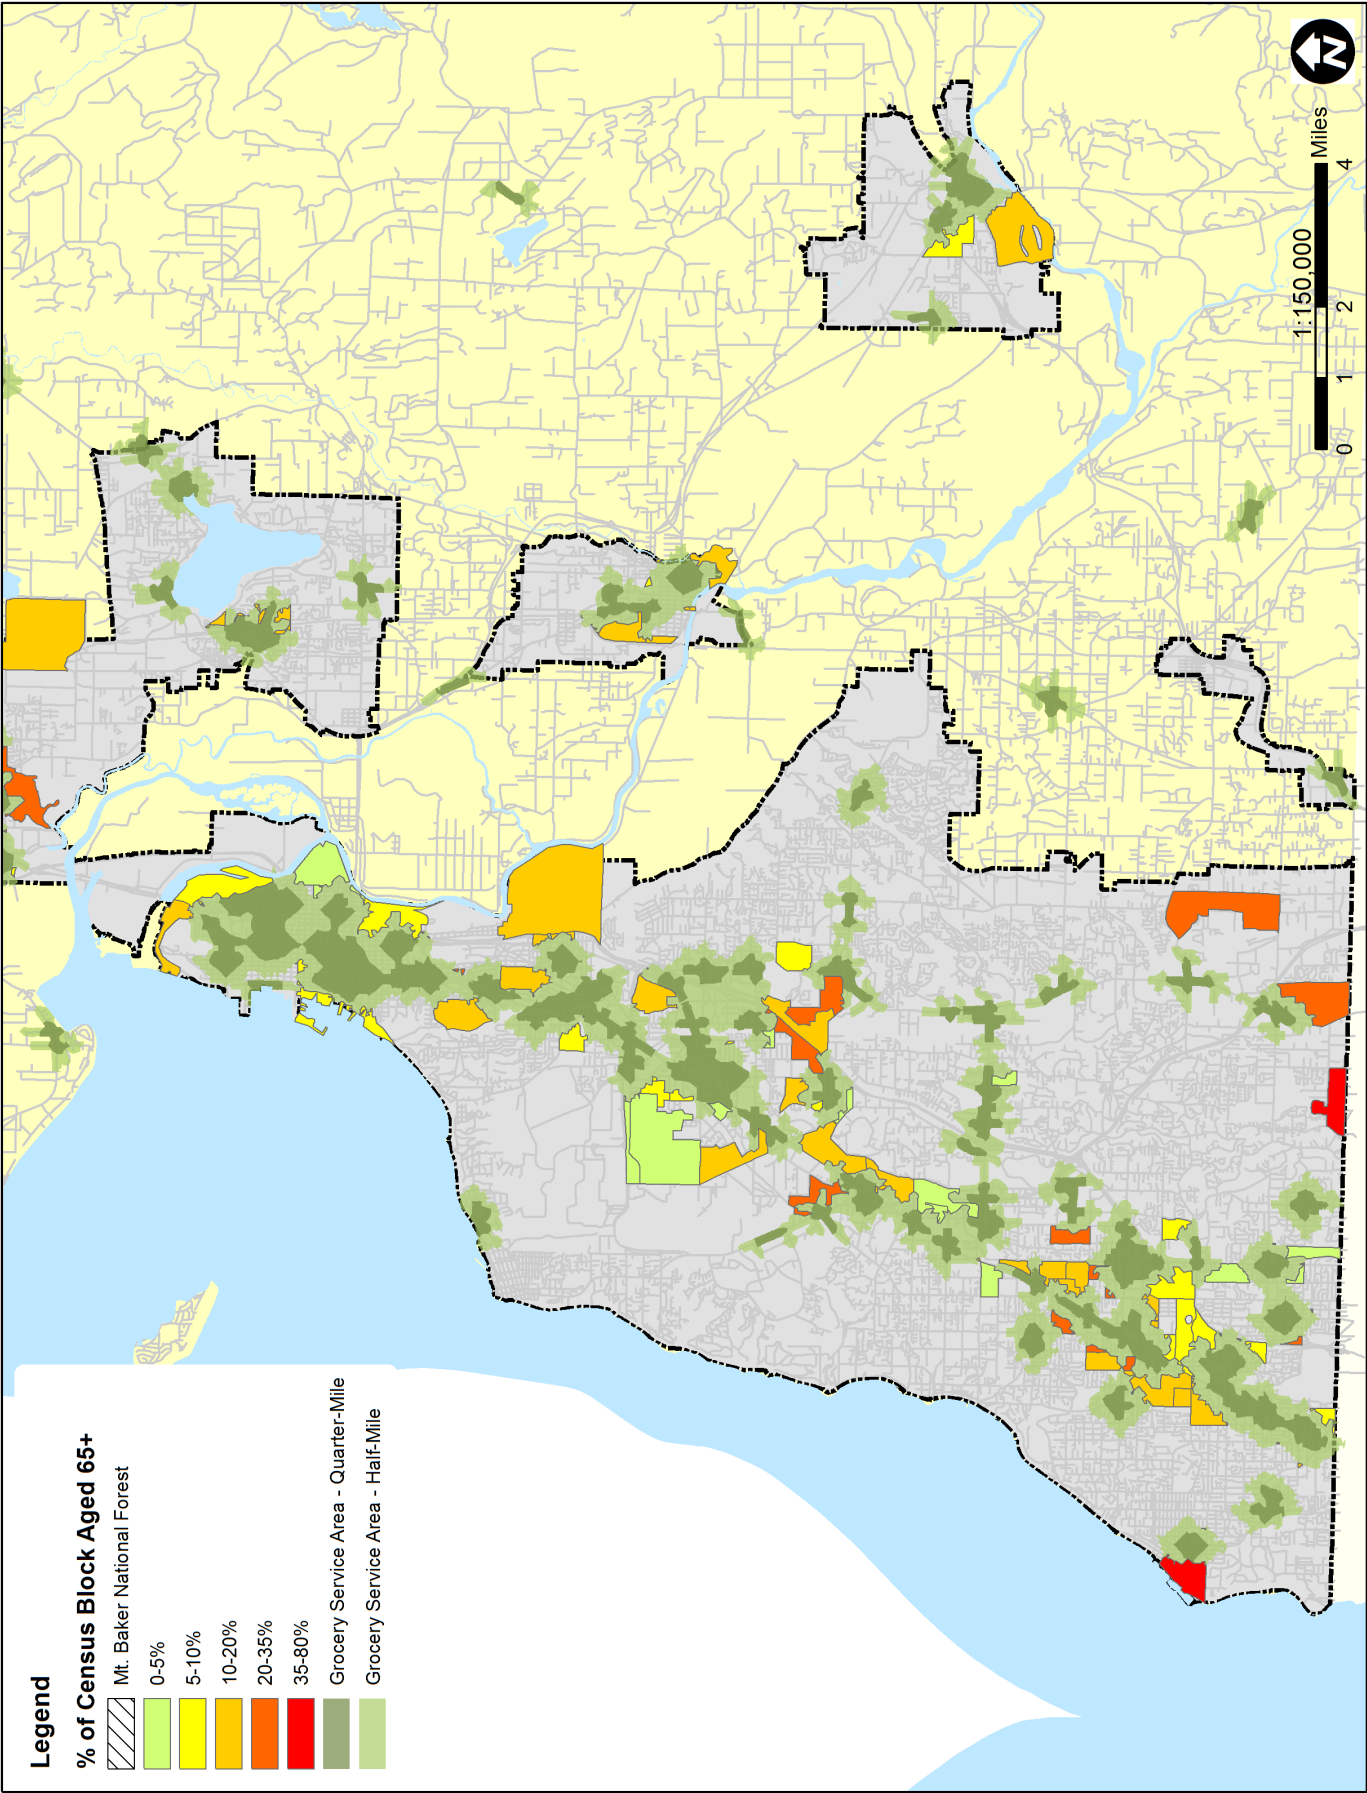 Legend
% of Census Block Aged 65+
Mt. Baker National Forest
0-5%
5-10%
10-20%
20-35%
35-80%
Grocery Service Area - Quarter-Mile
Grocery Service Area - Half-Mile
N
1:150,000
Miles
0 1 2 4